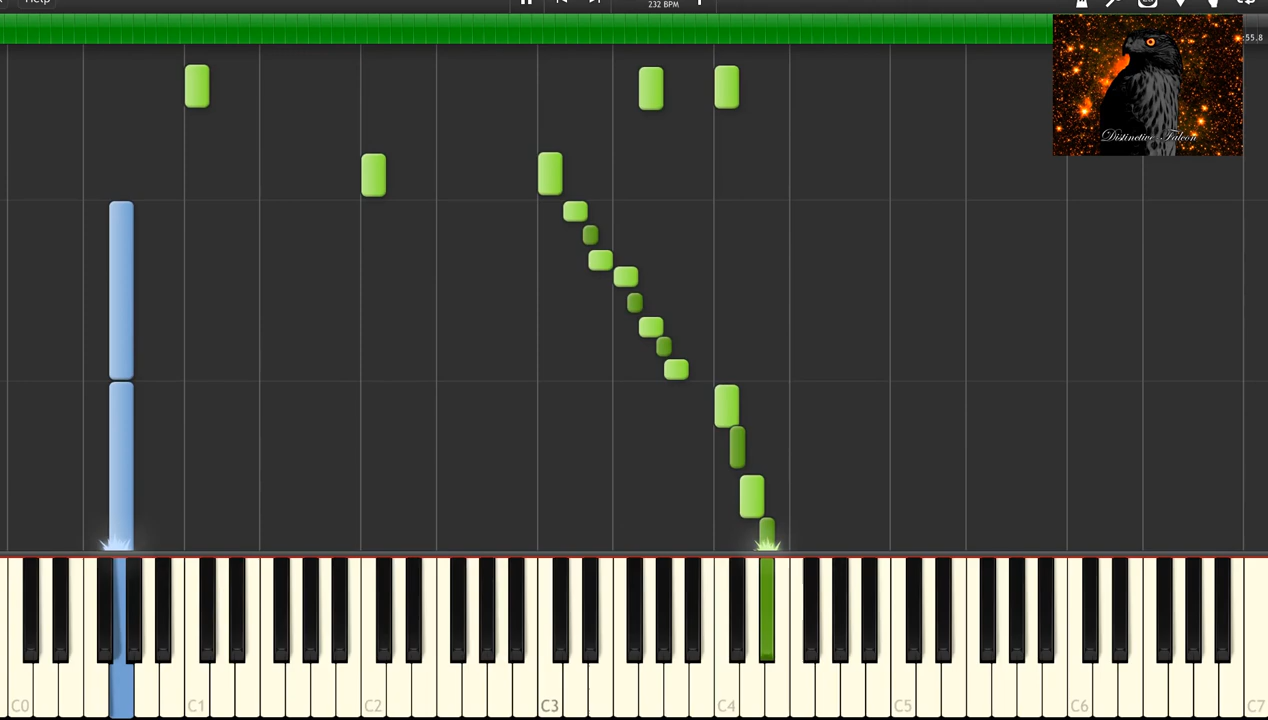 Help
232 BPM
55.8
Distinctive Falcon
C0 C1 C2 C3 C4 C5 C6 C7